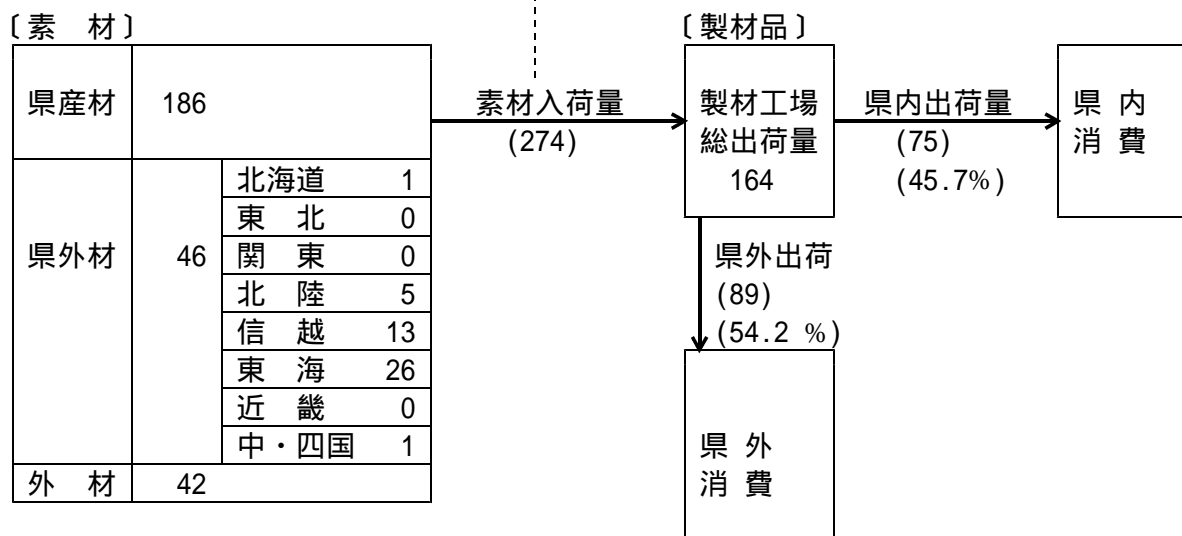 〔素　材〕
〔製材品〕
県産材 186
素材入荷量
(274)
製材工場
総出荷量
164
県内出荷量
(75)
(45.7%)
県 内
消 費
県外材 46
北海道 1
東　北 0
関　東 0
北　陸 5
信　越 13
東　海 26
近　畿 0
中・四国 1
外　材 42
県外出荷
(89)
(54.2 %)
県 外
消 費